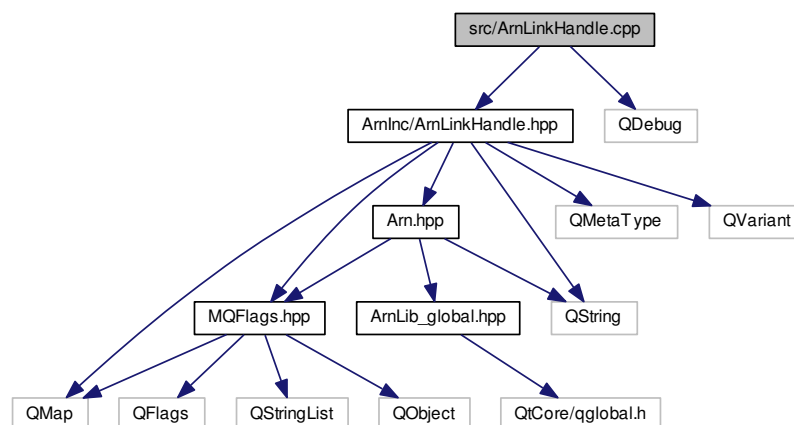 src/ArnLinkHandle.cpp
ArnInc/ArnLinkHandle.hpp
QDebug
Arn.hpp
QMetaType
QVariant
MQFlags.hpp
ArnLib_global.hpp
QString
QMap
QFlags
QStringList
QObject
QtCore/qglobal.h